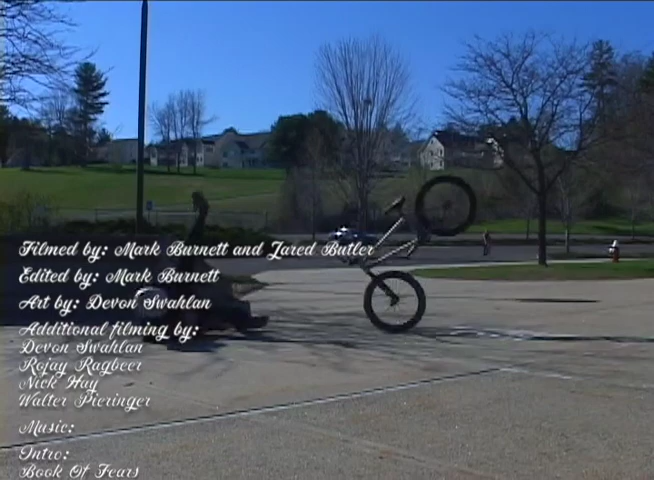 Filmed by: Mark Burnett and Jared Butler
Edited by: Mark Burnett
Art by: Devon Swahlan
Additional filming by:
Devon Swahlan
Rojay Ragbeer
Nick Hay
Walter Pieringer
Music:
Intro:
Book Of Fears